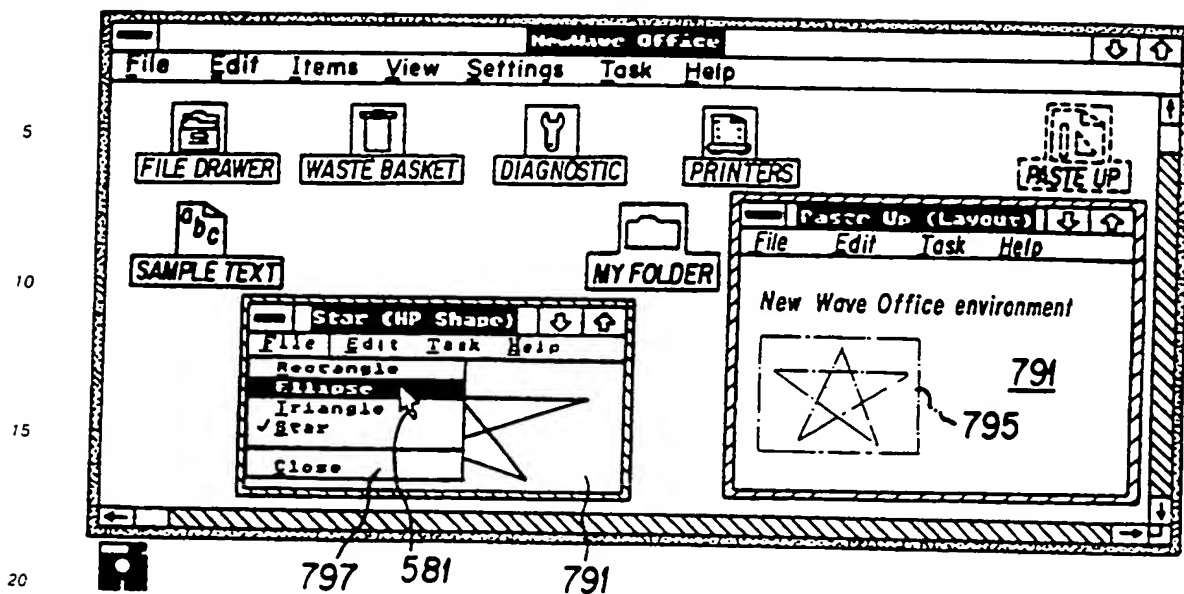 NewWave Office
File Edit Items View Settings Task Help
5
FILE DRAWER WASTE BASKET DIAGNOSTIC PRINTERS PASTE UP
Paste Up (Layout)
File Edit Task Help
abc
SAMPLE TEXT MY FOLDER
10
New Wave Office environment
Star (HP Shape)
File Edit Task Help
Rectangle
Ellipse
Triangle
✓Star
Close
791
795
15
797 581 791
20